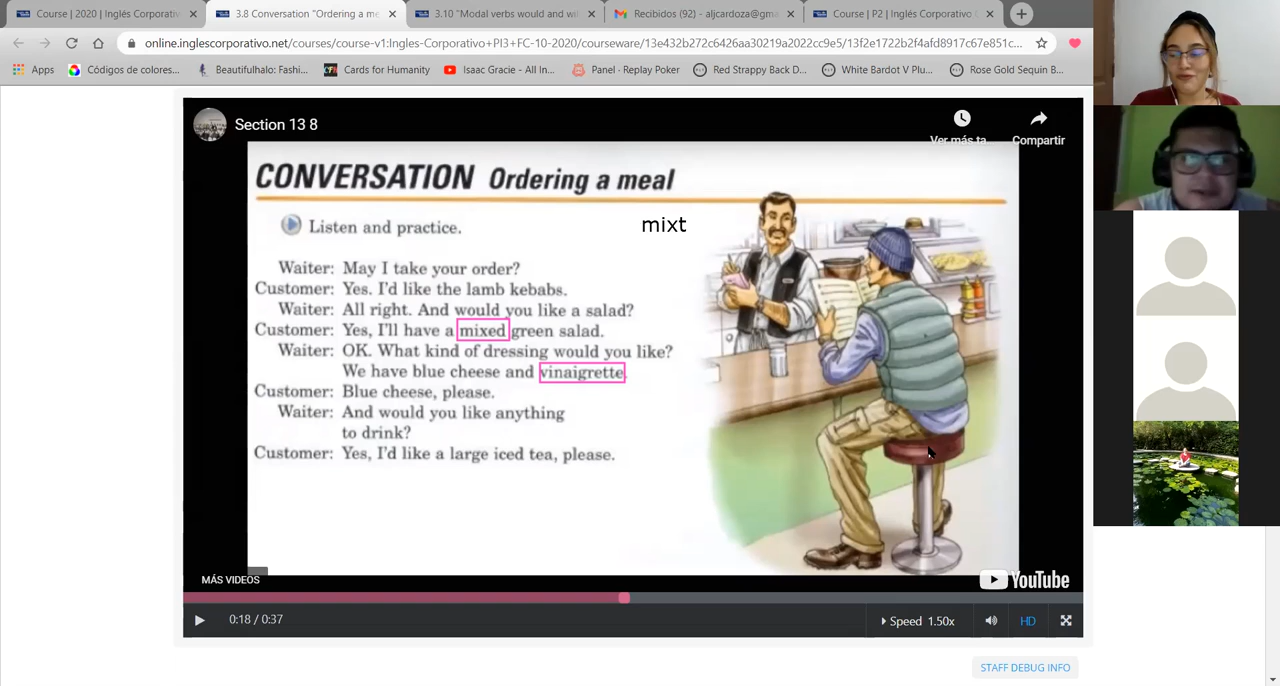 Course | 2020 | Inglés Corporativ
3.8 Conversation "Ordering a me
3.10 "Modal verbs would and wi
Recibidos (92) - aljcardoza@gma
Course | P2 | Inglés Corporativo
online.inglescorporativo.net/courses/course-v1:Ingles-Corporativo+PI3+FC-10-2020/courseware/13e432b272c6426aa30219a2022cc9e5/13f2e1722b2f4afd8917c67e851c...
Apps
Códigos de colores...
Beautifulhalo: Fashi...
Cards for Humanity
Isaac Gracie - All In...
Panel · Replay Poker
Red Strappy Back D...
White Bardot V Plu...
Rose Gold Sequin B...
Section 13 8
Ver más ta...
Compartir
CONVERSATION Ordering a meal
Listen and practice.
mixt
Waiter: May I take your order?
Customer: Yes. I'd like the lamb kebabs.
Waiter: All right. And would you like a salad?
Customer: Yes, I'll have a mixed green salad.
Waiter: OK. What kind of dressing would you like?
We have blue cheese and vinaigrette.
Customer: Blue cheese, please.
Waiter: And would you like anything
to drink?
Customer: Yes, I'd like a large iced tea, please.
MÁS VIDEOS
YouTube
0:18 / 0:37
Speed 1.50x
HD
STAFF DEBUG INFO